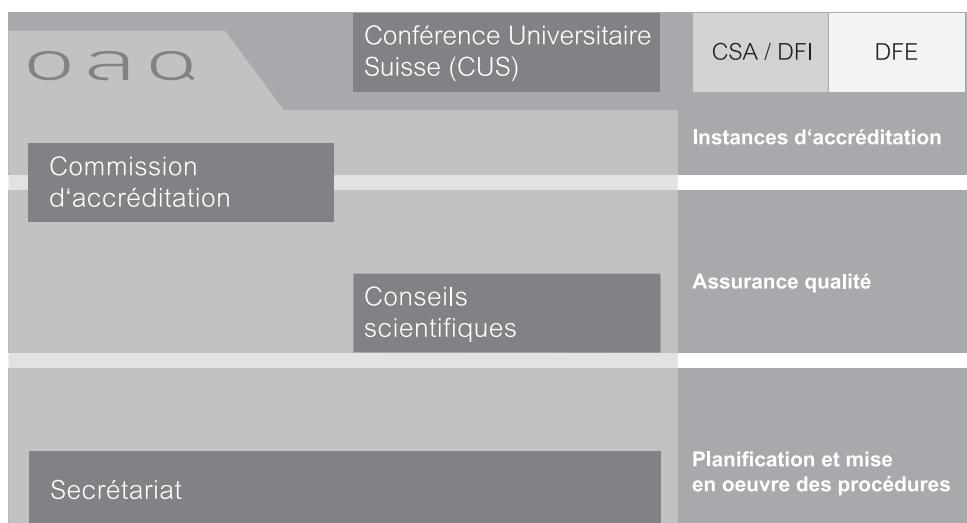 oaq
Conférence Universitaire
Suisse (CUS)
CSA / DFI
DFE
Instances d‘accréditation
Commission
d‘accréditation
Assurance qualité
Conseils
scientifiques
Planification et mise
en oeuvre des procédures
Secrétariat